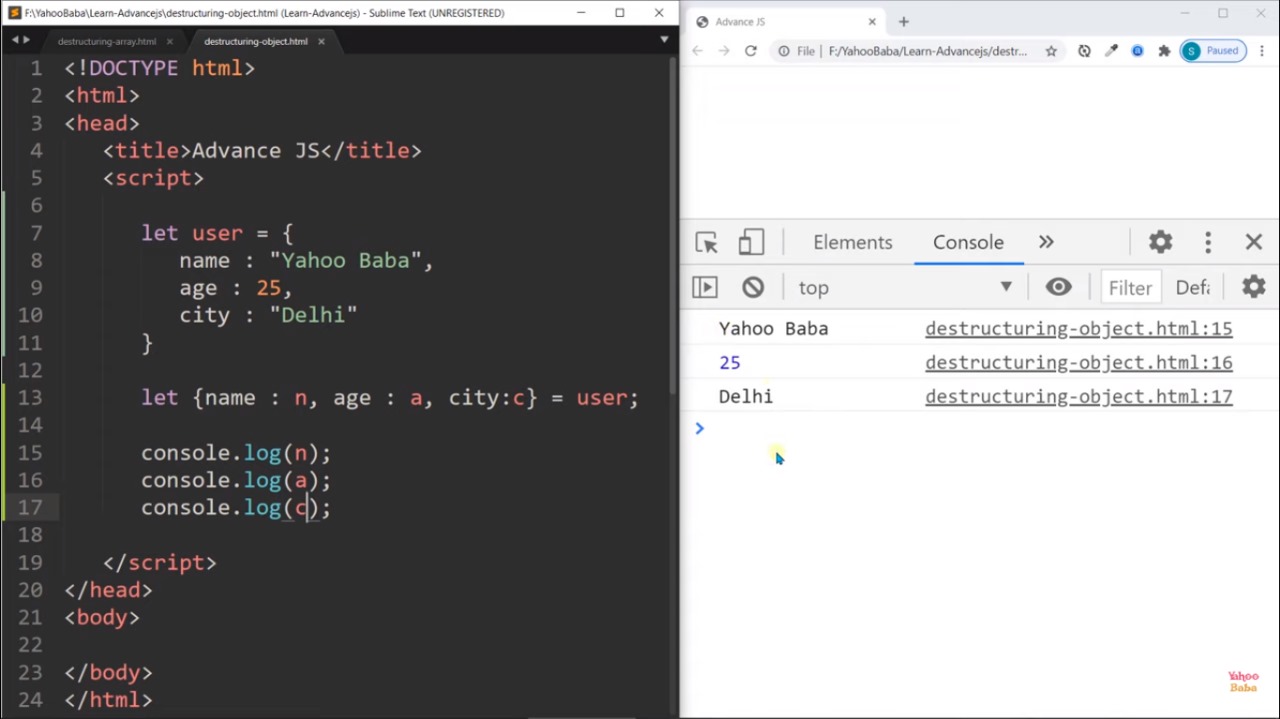 F:\YahooBaba\Learn-Advancejs\destructuring-object.html (Learn-Advancejs) - Sublime Text (UNREGISTERED)
destructuring-array.html
destructuring-object.html
1 <!DOCTYPE html>
2 <html>
3 <head>
4 <title>Advance JS</title>
5 <script>
6
7 let user = {
8 name : "Yahoo Baba",
9 age : 25,
10 city : "Delhi"
11 }
12
13 let {name : n, age : a, city:c} = user;
14
15 console.log(n);
16 console.log(a);
17 console.log(c);
18
19 </script>
20 </head>
21 <body>
22
23 </body>
24 </html>
Advance JS
File | F:/YahooBaba/Learn-Advancejs/destr...
S Paused
Elements Console
top Filter Defa
Yahoo Baba destructuring-object.html:15
25 destructuring-object.html:16
Delhi destructuring-object.html:17
Yahoo
Baba